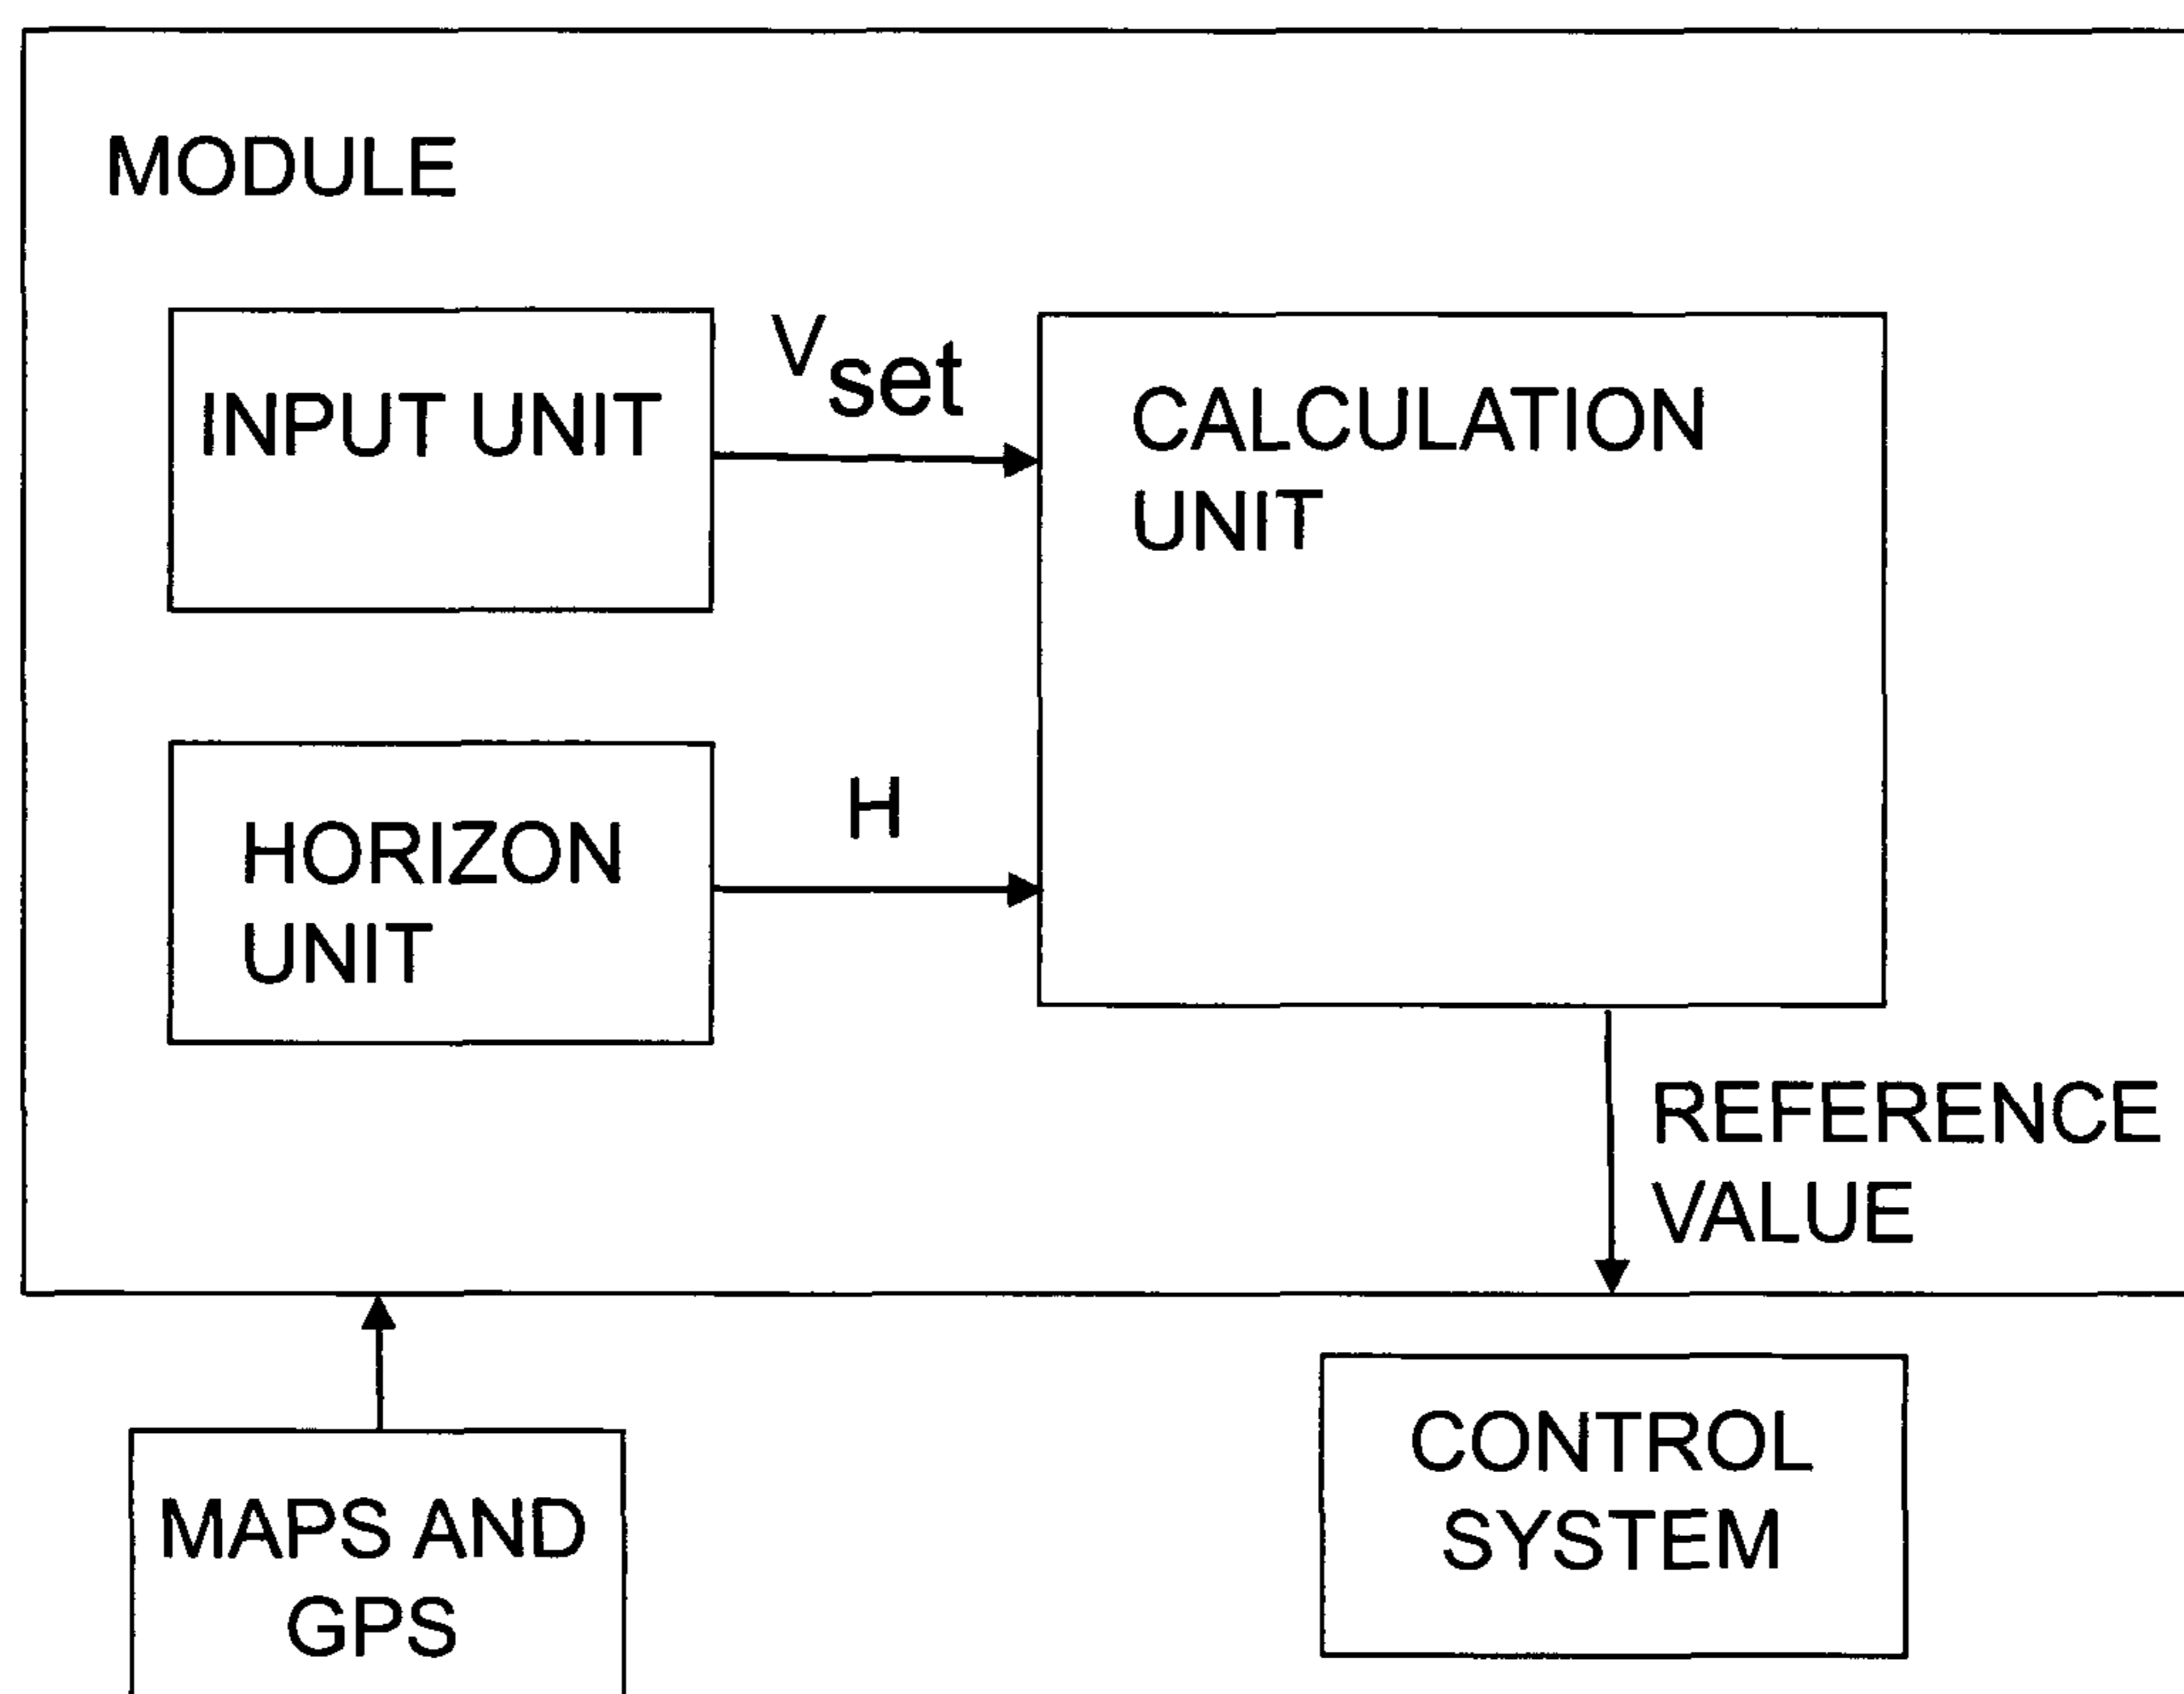 MODULE
INPUT UNIT
Vset
CALCULATION
UNIT
HORIZON
UNIT
H
REFERENCE
VALUE
MAPS AND
GPS
CONTROL
SYSTEM